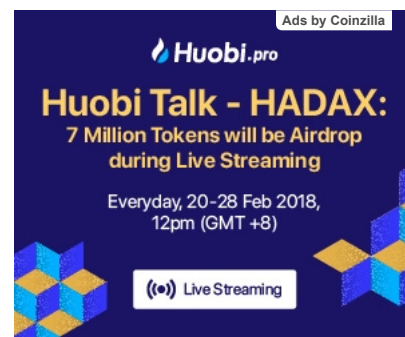 Ads by Coinzilla
Huobi.pro
Huobi Talk - HADAX:
7 Million Tokens will be Airdrop
during Live Streaming
Everyday, 20-28 Feb 2018,
12pm (GMT +8)
Live Streaming